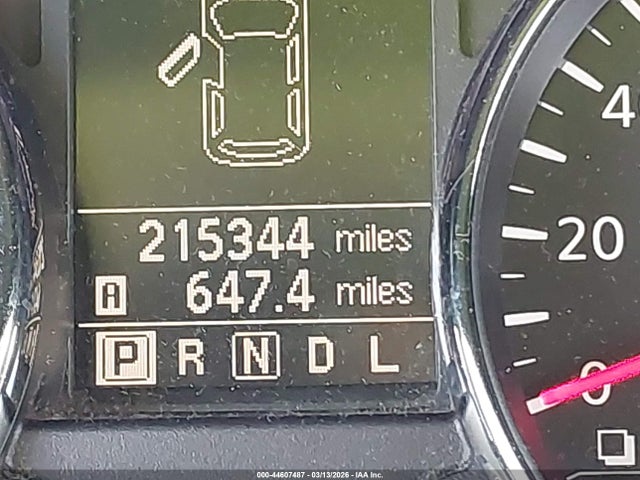 40
215344 miles
20
A 647.4 miles
P R N D L
0
000-44607487 - 03/13/2026 - IAA Inc.